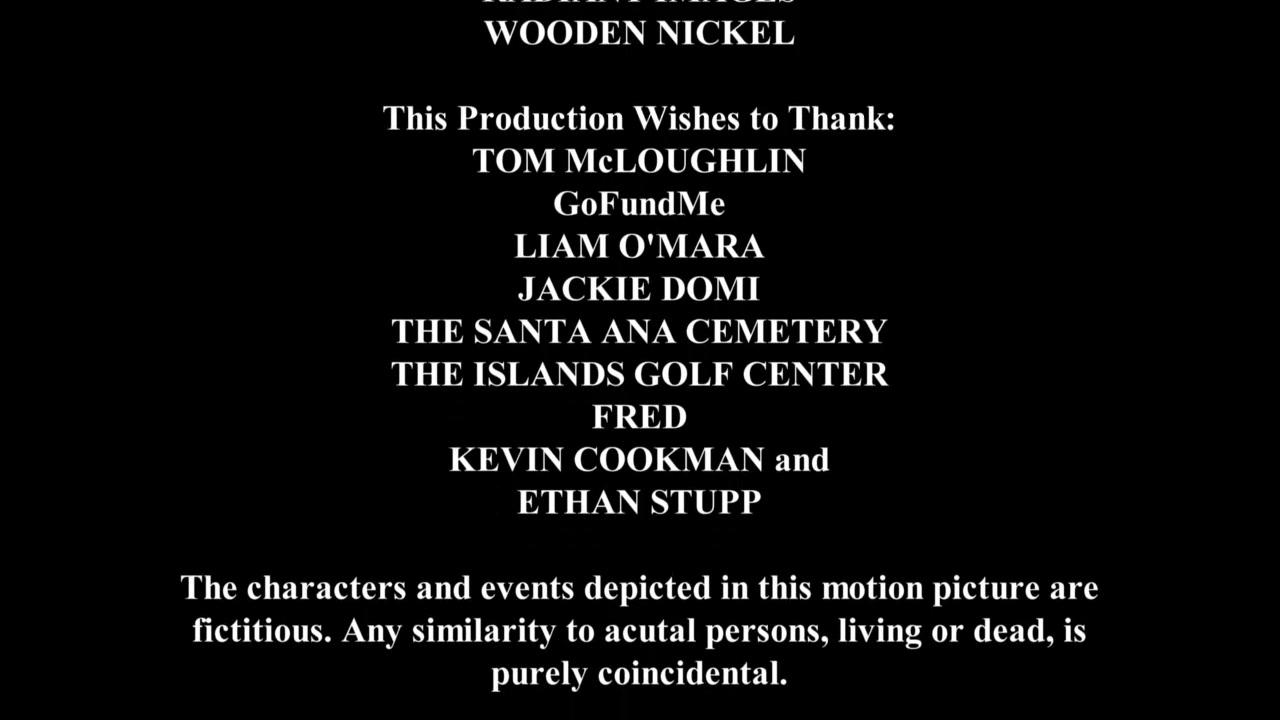 RADIANT IMAGES
WOODEN NICKEL
This Production Wishes to Thank:
TOM McLOUGHLIN
GoFundMe
LIAM O'MARA
JACKIE DOMI
THE SANTA ANA CEMETERY
THE ISLANDS GOLF CENTER
FRED
KEVIN COOKMAN and
ETHAN STUPP
The characters and events depicted in this motion picture are
fictitious. Any similarity to acutal persons, living or dead, is
purely coincidental.